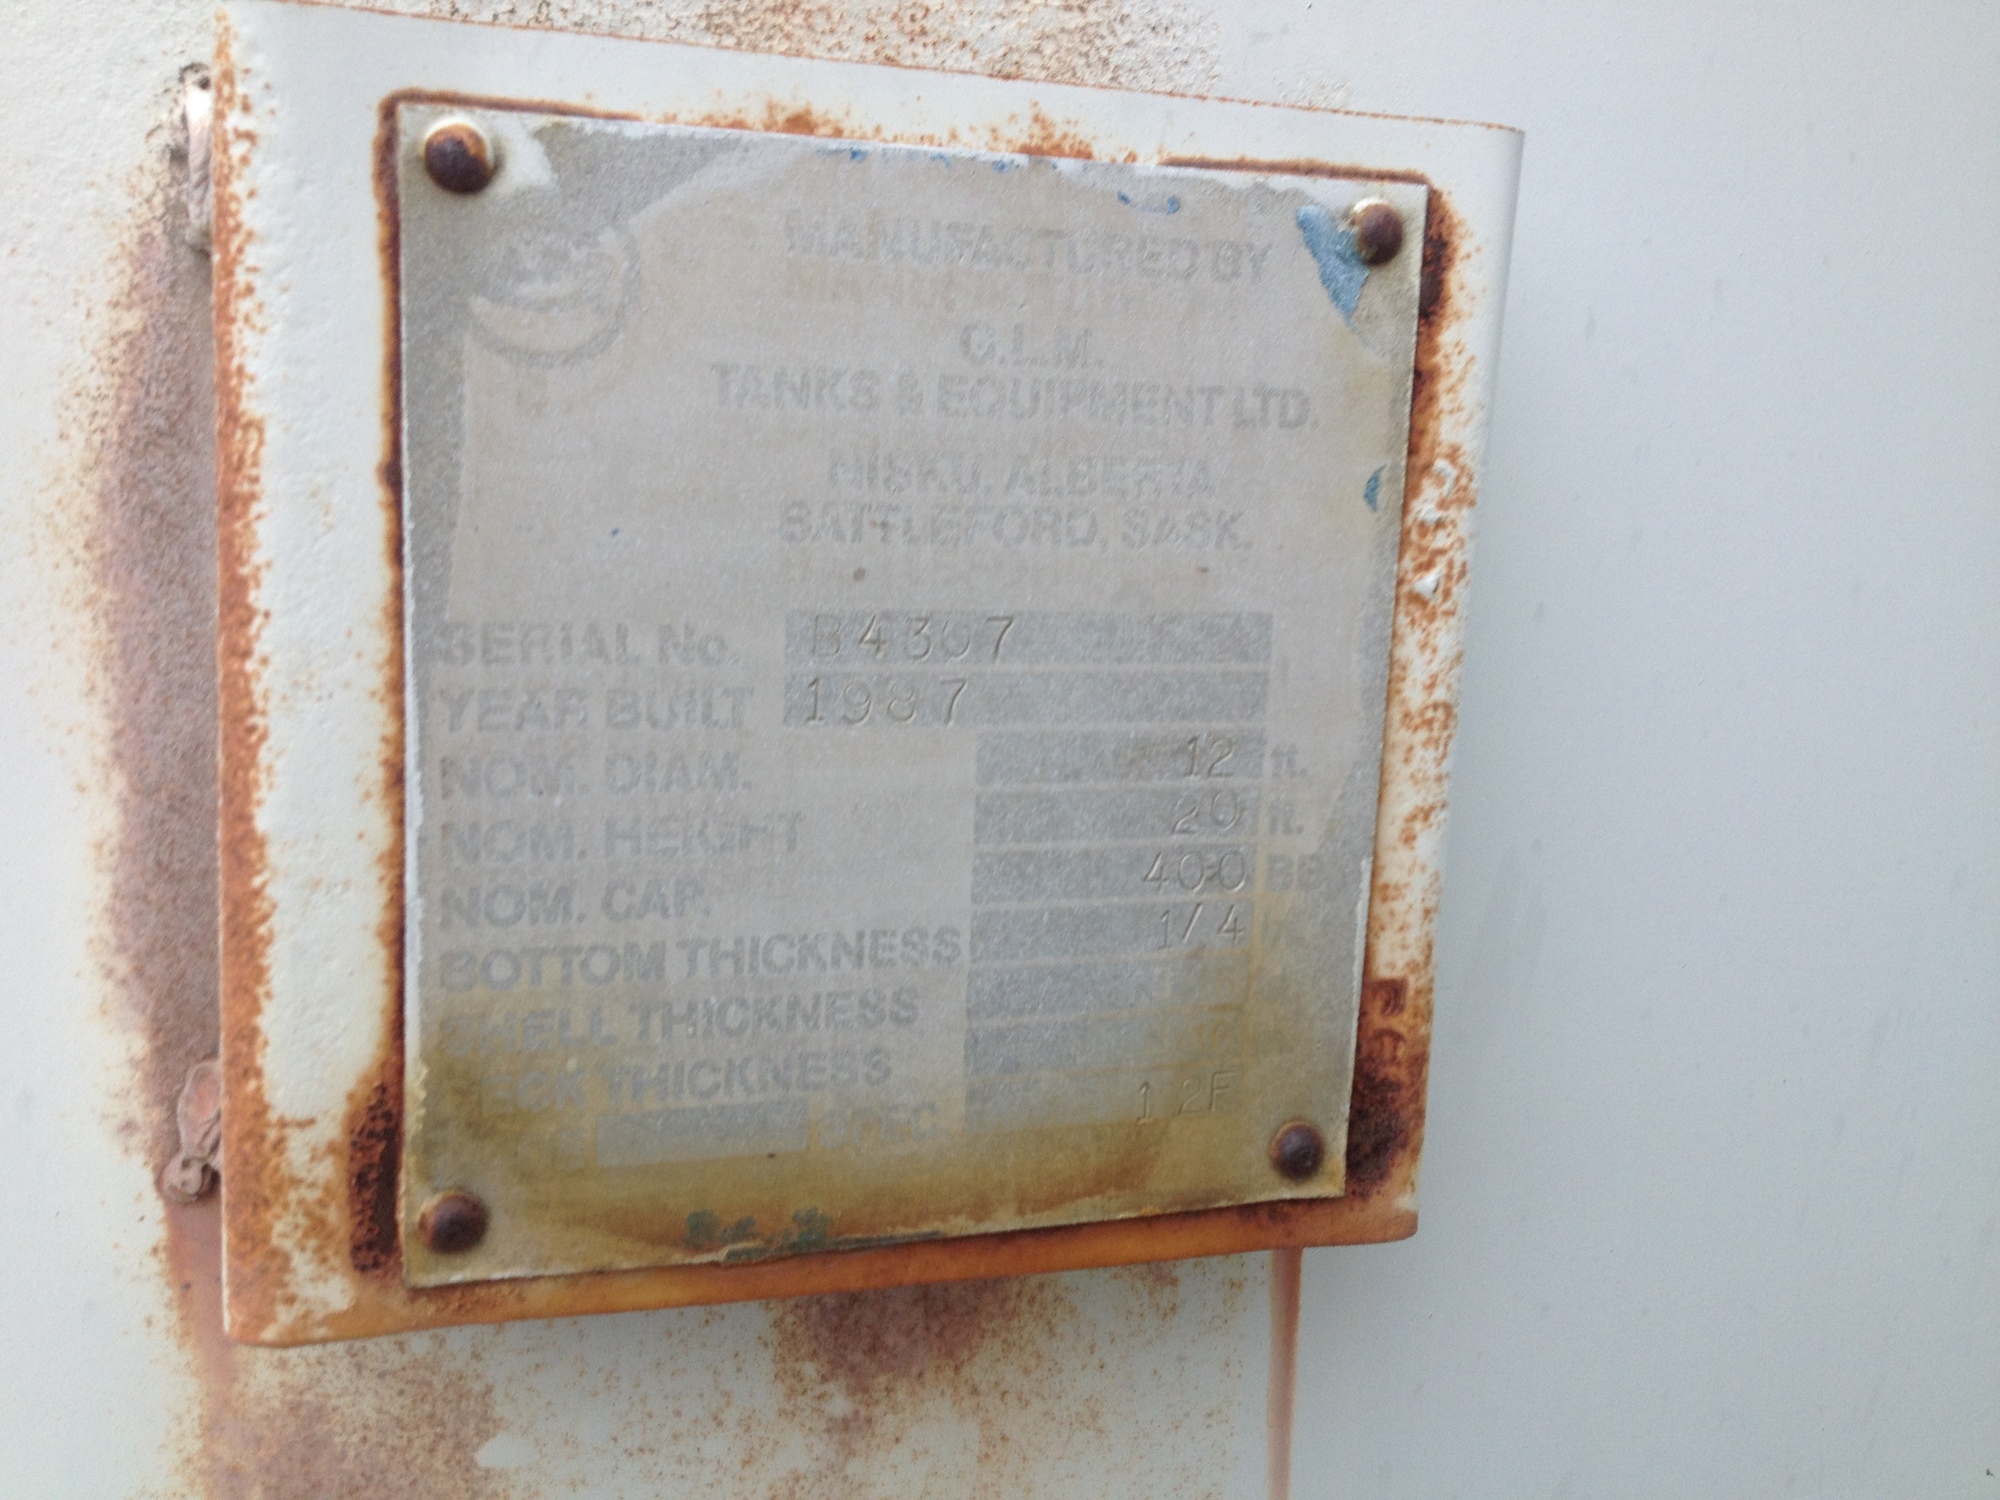 MANUFACTURED BY
G.L.M.
TANKS & EQUIPMENT LTD.
NISKU, ALBERTA
BATTLEFORD, SASK.
SERIAL No. B4307
YEAR BUILT 1987
NOM. DIAM. 12 ft.
NOM. HEIGHT 20 ft.
NOM. CAP. 400
BOTTOM THICKNESS 1/4
SHELL THICKNESS
DECK THICKNESS
SPEC. 12F